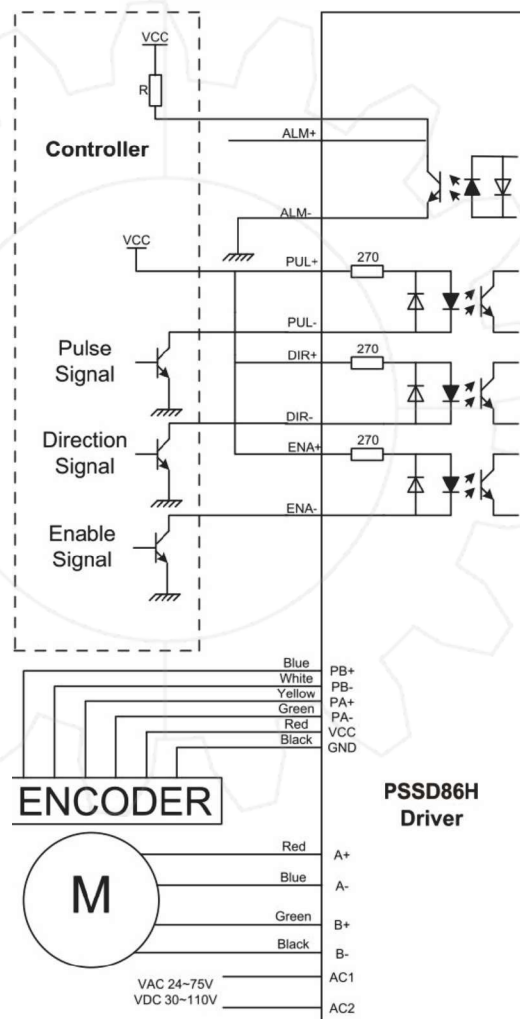 VCC
R
ALM+
Controller
ALM-
VCC
PUL+
270
PUL-
Pulse
Signal
DIR+
270
DIR-
Direction
Signal
ENA+
270
ENA-
Enable
Signal
Blue
PB+
White
PB-
Yellow
PA+
Green
PA-
Red
VCC
Black
GND
ENCODER
PSSD86H
Driver
M
Red
A+
Blue
A-
Green
B+
Black
B-
VAC 24~75V
VDC 30~110V
AC1
AC2